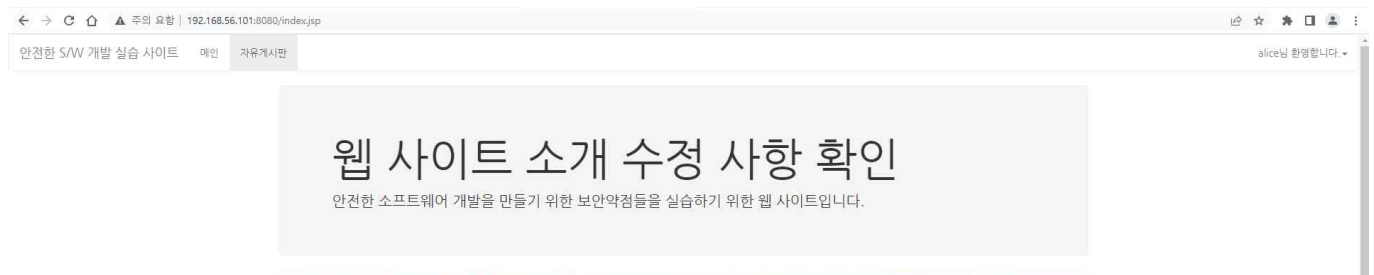 주의 요함 | 192.168.56.101:8080/index.jsp
안전한 S/W 개발 실습 사이트 메인 자유게시판 alice님 환영합니다.
웹 사이트 소개 수정 사항 확인
안전한 소프트웨어 개발을 만들기 위한 보안약점들을 실습하기 위한 웹 사이트입니다.